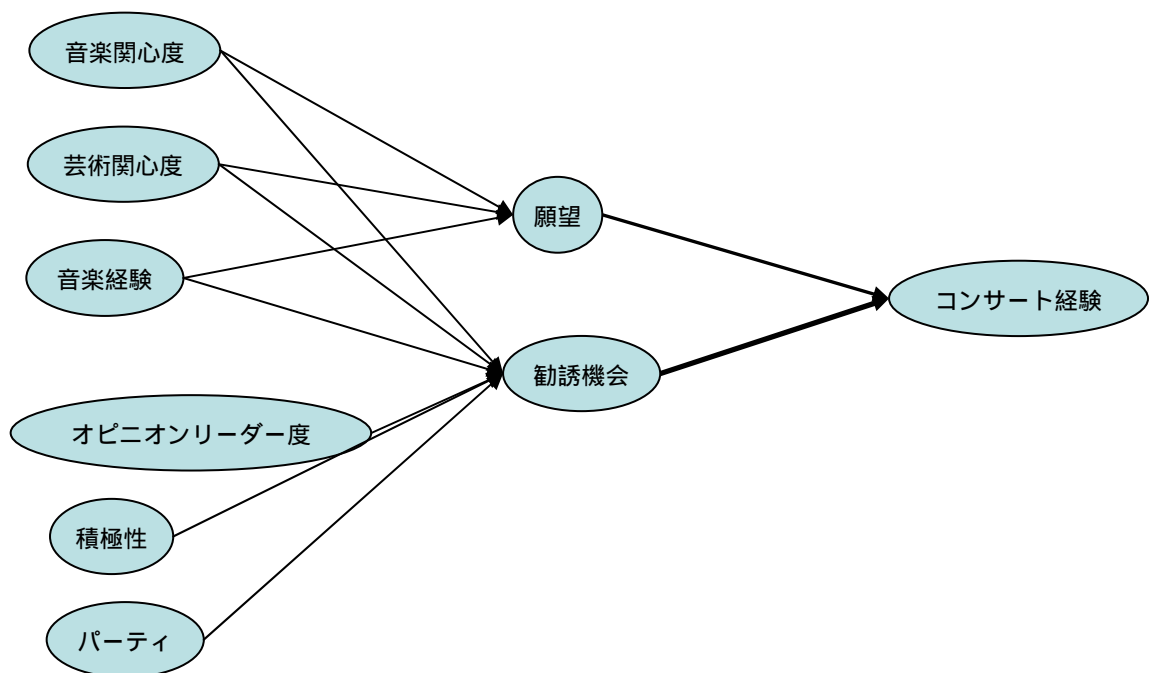 音楽関心度
芸術関心度
音楽経験
オピニオンリーダー度
積極性
パーティ
願望
勧誘機会
コンサート経験